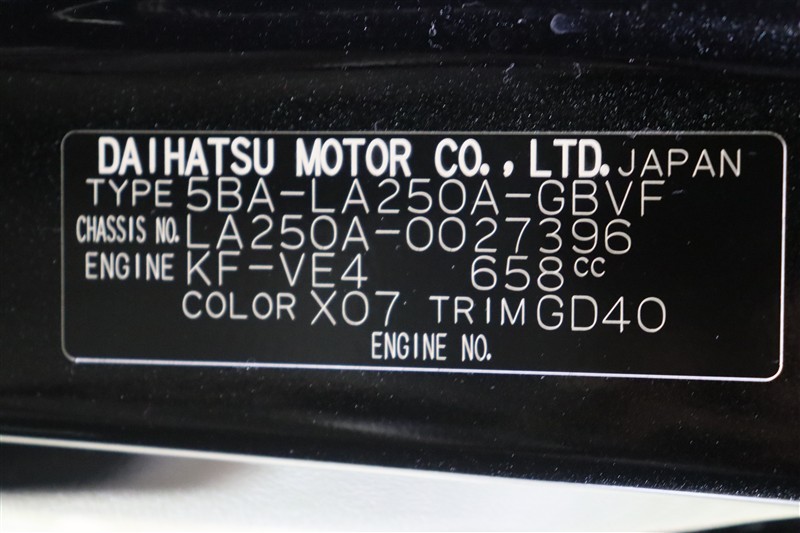 DAIHATSU MOTOR CO., LTD. JAPAN
TYPE 5BA-LA250A-GBVF
CHASSIS NO. LA250A-0027396
ENGINE KF-VE4 658cc
COLOR X07 TRIM GD40
ENGINE NO.